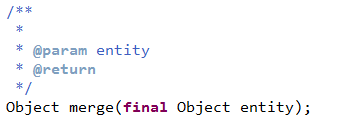 /**
 *
 * @param entity
 * @return
 */
Object merge(final Object entity);